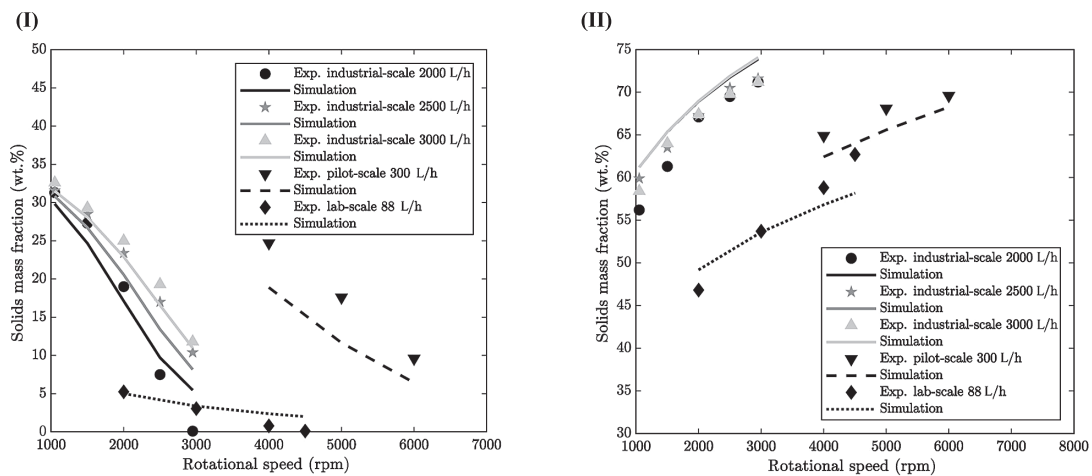 (I)
(II)
50
45
40
35
30
25
20
15
10
5
0
Solids mass fraction (wt.%)
Exp. industrial-scale 2000 L/h
Simulation
Exp. industrial-scale 2500 L/h
Simulation
Exp. industrial-scale 3000 L/h
Simulation
Exp. pilot-scale 300 L/h
Simulation
Exp. lab-scale 88 L/h
Simulation
1000 2000 3000 4000 5000 6000 7000
Rotational speed (rpm)
75
70
65
60
55
50
45
40
35
30
Solids mass fraction (wt.%)
Exp. industrial-scale 2000 L/h
Simulation
Exp. industrial-scale 2500 L/h
Simulation
Exp. industrial-scale 3000 L/h
Simulation
Exp. pilot-scale 300 L/h
Simulation
Exp. lab-scale 88 L/h
Simulation
1000 2000 3000 4000 5000 6000 7000 800
Rotational speed (rpm)